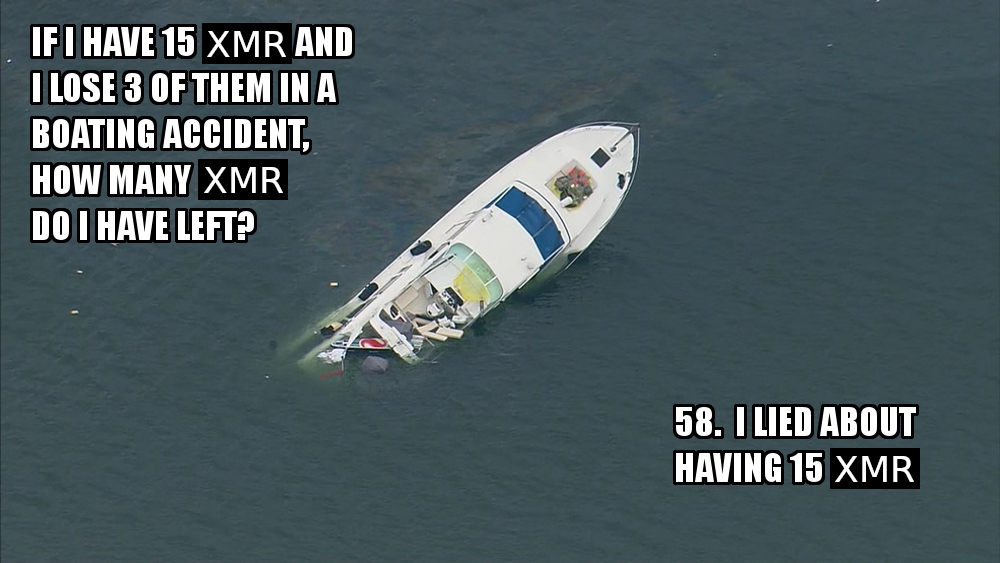 IF I HAVE 15 XMR AND
I LOSE 3 OF THEM IN A
BOATING ACCIDENT,
HOW MANY XMR
DO I HAVE LEFT?
58. I LIED ABOUT
HAVING 15 XMR